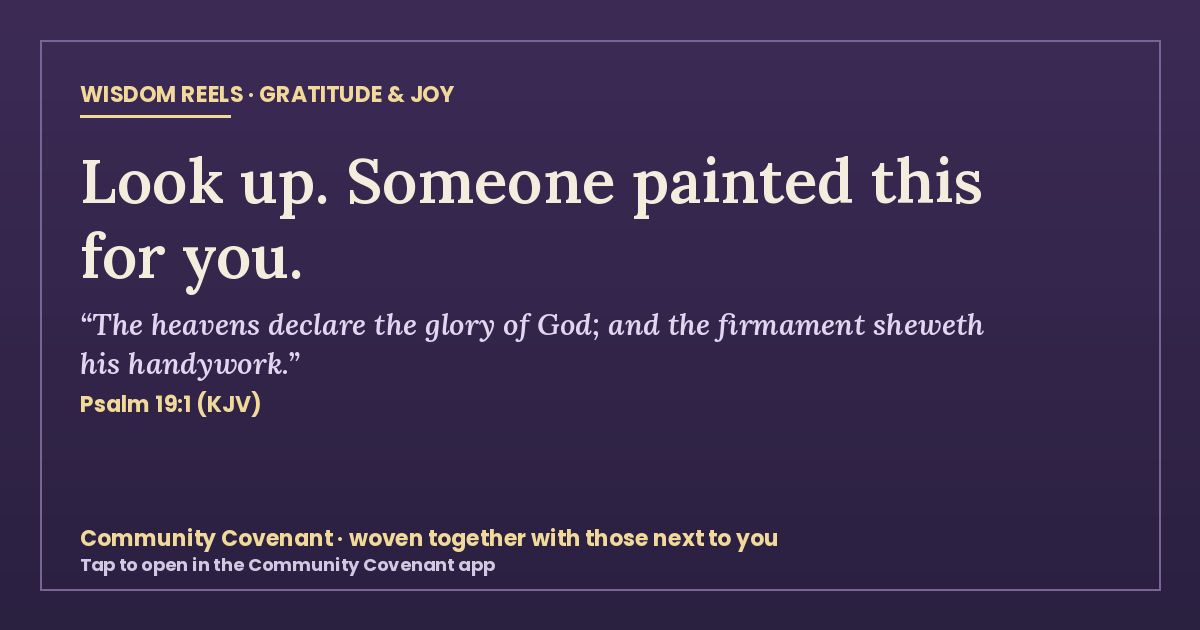 WISDOM REELS · GRATITUDE & JOY
Look up. Someone painted this
for you.
“The heavens declare the glory of God; and the firmament sheweth
his handywork.”
Psalm 19:1 (KJV)
Community Covenant · woven together with those next to you
Tap to open in the Community Covenant app